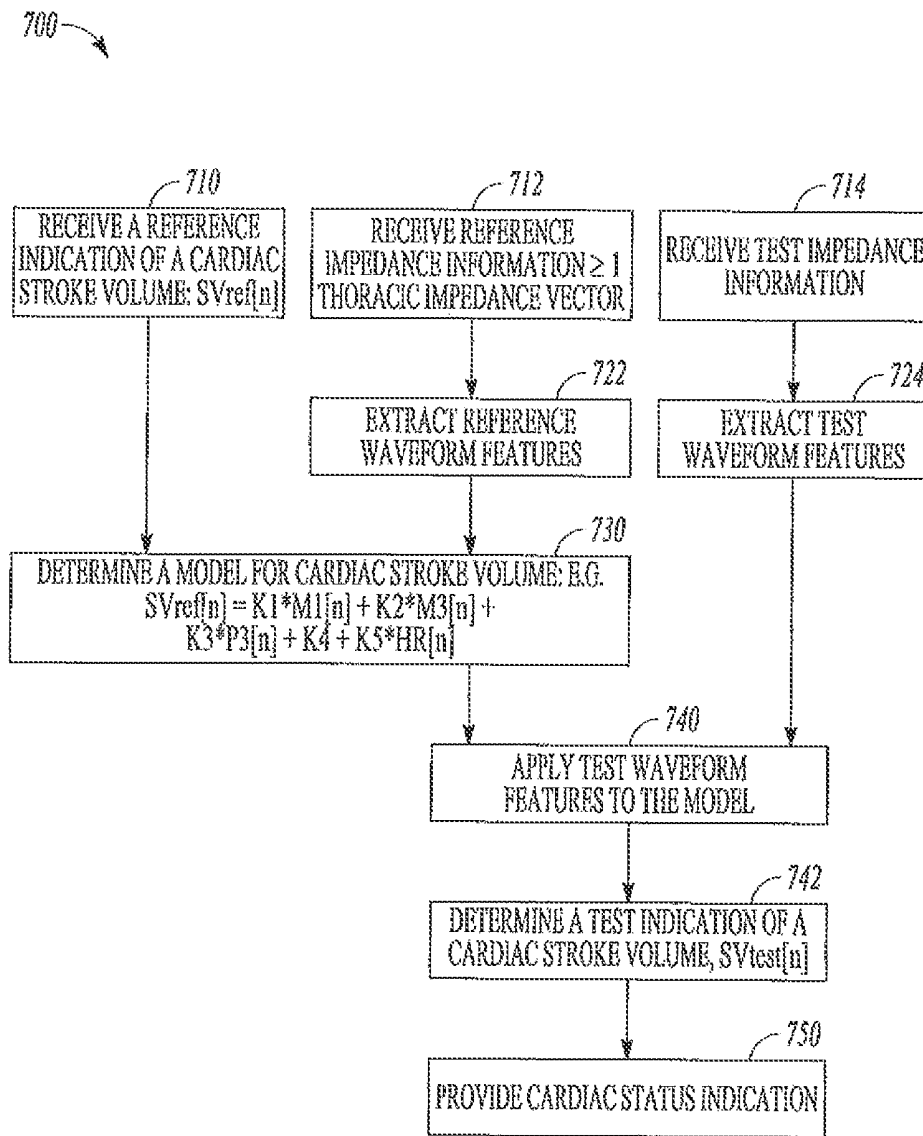 700
710
RECEIVE A REFERENCE
INDICATION OF A CARDIAC
STROKE VOLUME: SVref[n]
712
RECEIVE REFERENCE
IMPEDANCE INFORMATION ≥ 1
THORACIC IMPEDANCE VECTOR
714
RECEIVE TEST IMPEDANCE
INFORMATION
722
EXTRACT REFERENCE
WAVEFORM FEATURES
724
EXTRACT TEST
WAVEFORM FEATURES
730
DETERMINE A MODEL FOR CARDIAC STROKE VOLUME: E.G.
SVref[n] = K1*M1[n] + K2*M3[n] +
K3*P3[n] + K4 + K5*HR[n]
740
APPLY TEST WAVEFORM
FEATURES TO THE MODEL
742
DETERMINE A TEST INDICATION OF A
CARDIAC STROKE VOLUME, SVtest[n]
750
PROVIDE CARDIAC STATUS INDICATION